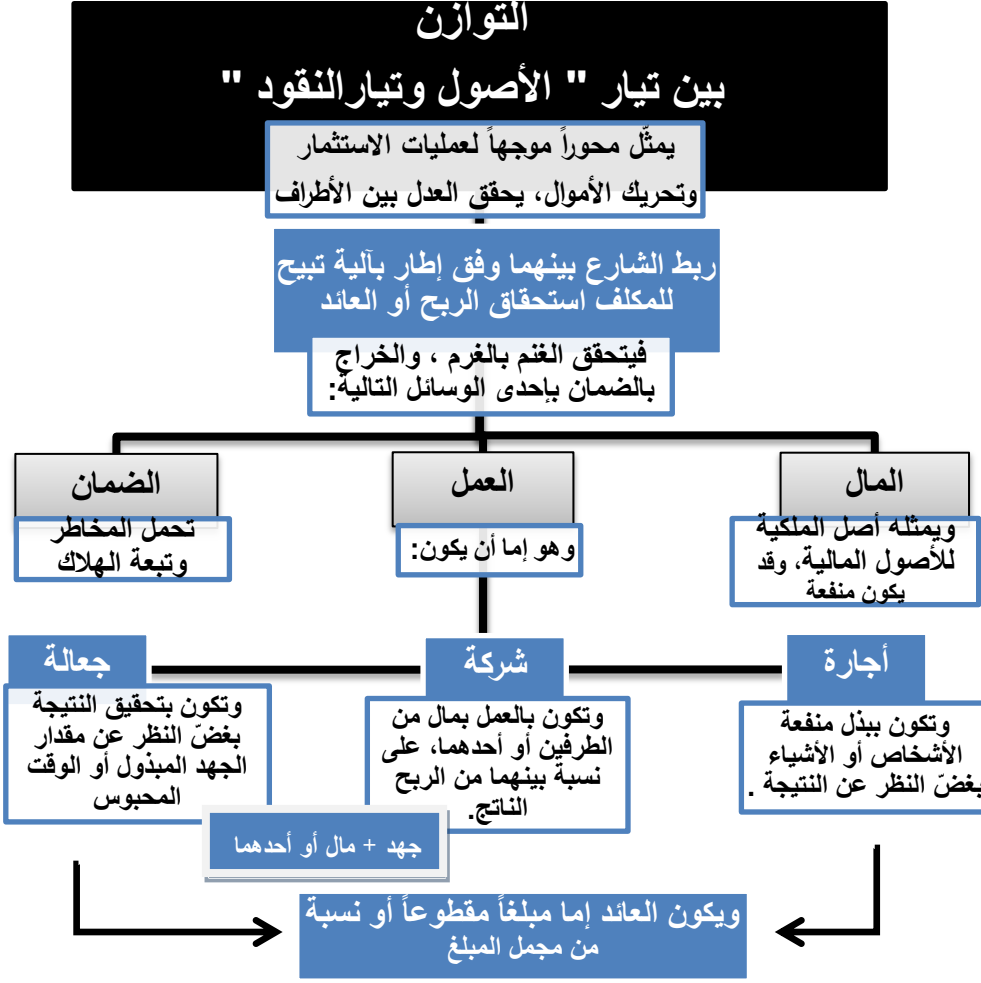 التوازن
بين تيار " الأصول وتيارالنقود "
يمثّل محوراً موجهاً لعمليات الاستثمار
وتحريك الأموال، يحقق العدل بين الأطراف
ربط الشارع بينهما وفق إطار بآلية تبيح
للمكلف استحقاق الربح أو العائد
فيتحقق الغنم بالغرم ، والخراج
بالضمان بإحدى الوسائل التالية:
المال
ويمثله أصل الملكية
للأصول المالية، وقد
يكون منفعة
العمل
وهو إما أن يكون:
الضمان
تحمل المخاطر
وتبعة الهلاك
أجارة
وتكون ببذل منفعة
الأشخاص أو الأشياء
بغضّ النظر عن النتيجة .
شركة
وتكون بالعمل بمال من
الطرفين أو أحدهما، على
نسبة بينهما من الربح
الناتج.
جعالة
وتكون بتحقيق النتيجة
بغضّ النظر عن مقدار
الجهد المبذول أو الوقت
المحبوس
جهد + مال أو أحدهما
ويكون العائد إما مبلغاً مقطوعاً أو نسبة
من مجمل المبلغ